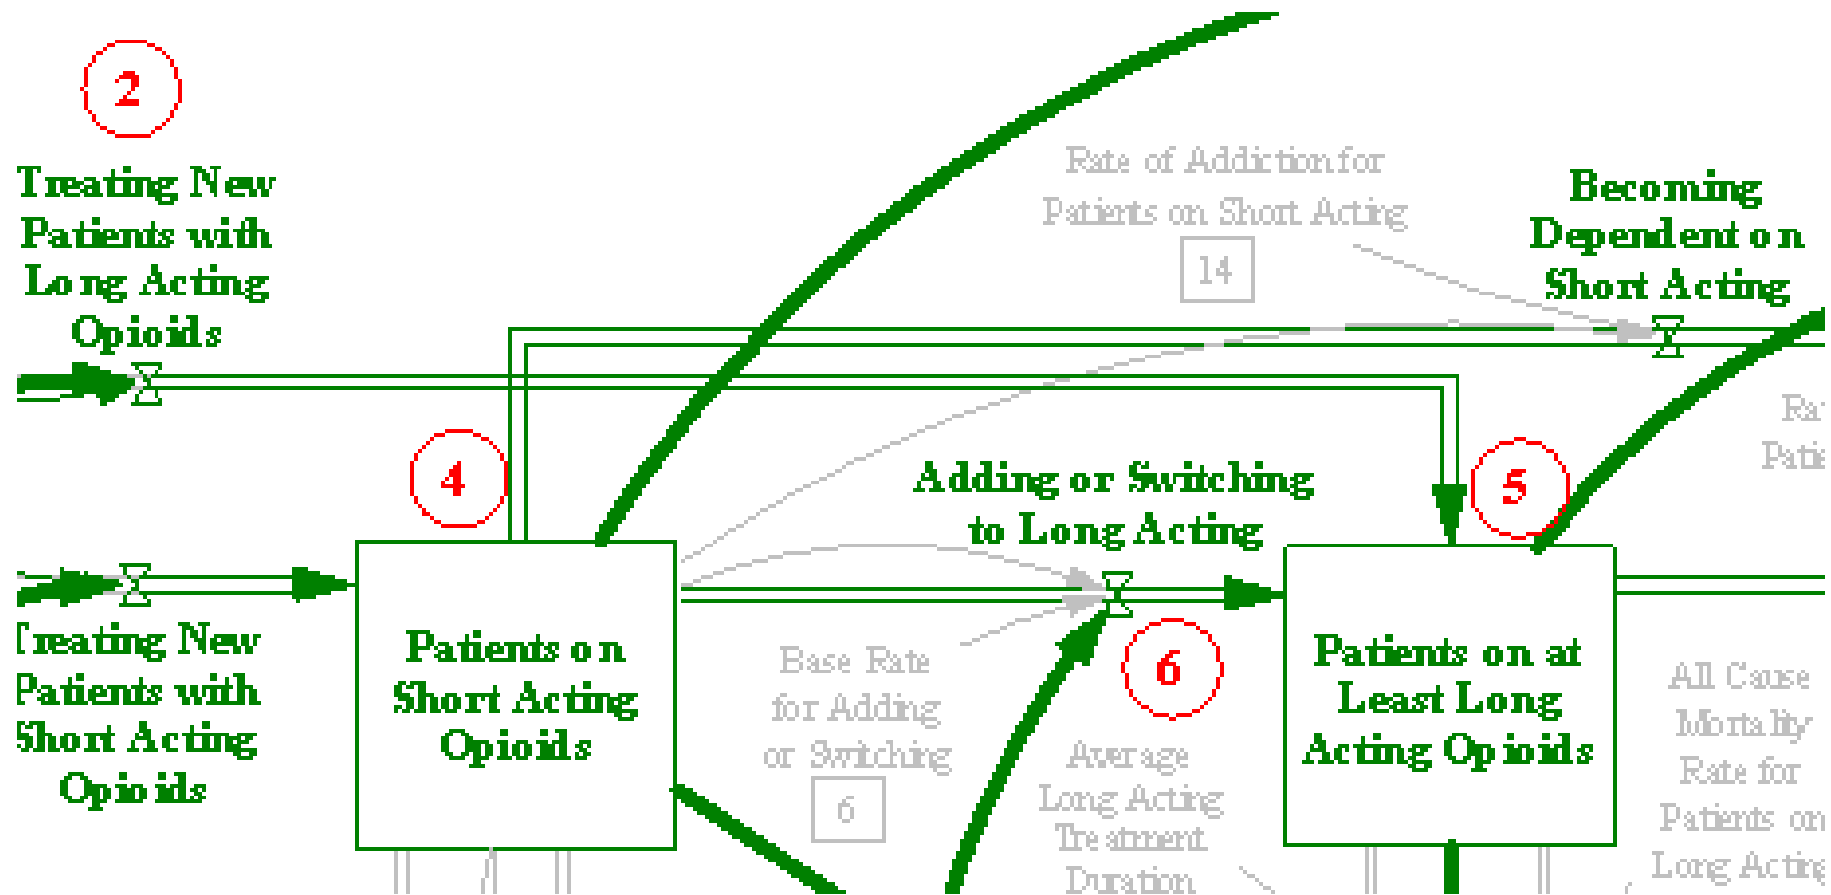 2
Treating New
Patients with
Long Acting
Opioids
Rate of Addiction for
Patients on Short Acting
14
Becoming
Dependent on
Short Acting
4
Adding or Switching
to Long Acting
5
Treating New
Patients with
Short Acting
Opioids
Patients on
Short Acting
Opioids
Base Rate
for Adding
or Switching
6
6
Average
Long Acting
Treatment
Duration
Patients on at
Least Long
Acting Opioids
All Cause
Mortality
Rate for
Patients on
Long Acting